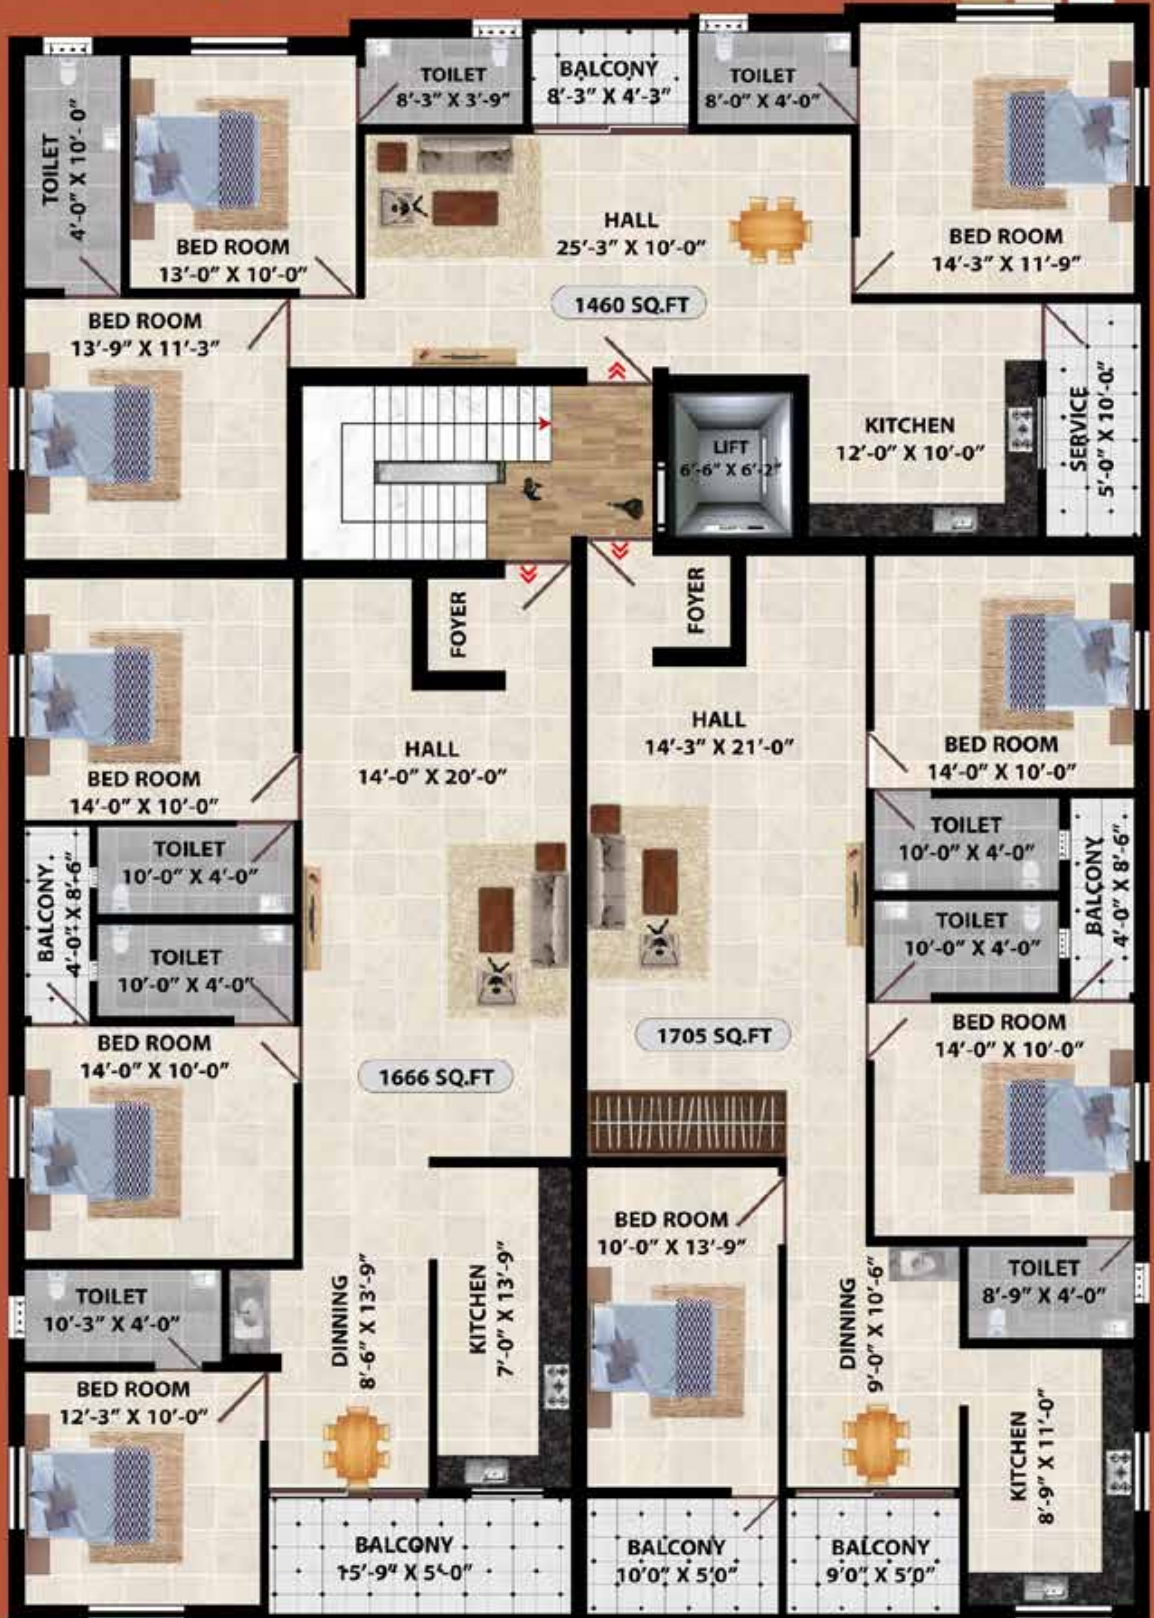 TOILET
8'-3" X 3'-9"
BALCONY
8'-3" X 4'-3"
TOILET
8'-0" X 4'-0"
TOILET
4'-0" X 10'- 0"
BED ROOM
13'-0" X 10'-0"
HALL
25'-3" X 10'-0"
BED ROOM
14'-3" X 11'-9"
1460 SQ.FT
BED ROOM
13'-9" X 11'-3"
LIFT
6'-6" X 6'-2"
KITCHEN
12'-0" X 10'-0"
SERVICE
5'-0" X 10'-0"
FOYER
FOYER
BED ROOM
14'-0" X 10'-0"
HALL
14'-0" X 20'-0"
HALL
14'-3" X 21'-0"
BED ROOM
14'-0" X 10'-0"
BALCONY
4'-0" X 8'-6"
TOILET
10'-0" X 4'-0"
TOILET
10'-0" X 4'-0"
TOILET
10'-0" X 4'-0"
TOILET
10'-0" X 4'-0"
BALCONY
4'-0" X 8'-6"
BED ROOM
14'-0" X 10'-0"
1666 SQ.FT
1705 SQ.FT
BED ROOM
14'-0" X 10'-0"
TOILET
10'-3" X 4'-0"
DINNING
8'-6" X 13'-9"
KITCHEN
7'-0" X 13'-9"
BED ROOM
10'-0" X 13'-9"
DINNING
9'-0" X 10'-6"
TOILET
8'-9" X 4'-0"
BED ROOM
12'-3" X 10'-0"
KITCHEN
8'-9" X 11'-0"
BALCONY
15'-9" X 5'-0"
BALCONY
10'0" X 5'0"
BALCONY
9'0" X 5'0"